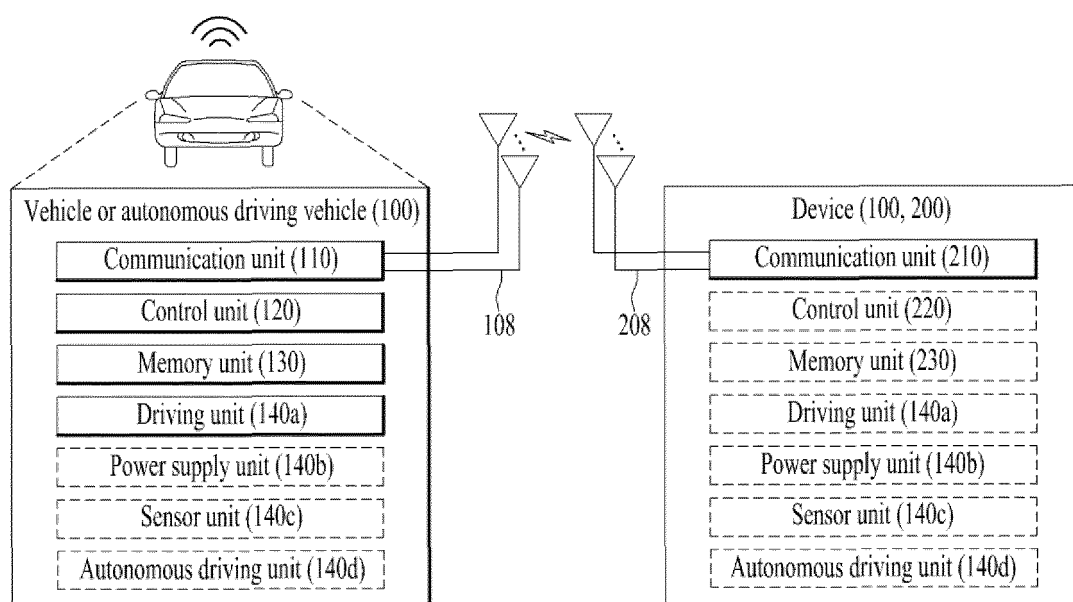 Vehicle or autonomous driving vehicle (100)
Communication unit (110)
Control unit (120)
Memory unit (130)
Driving unit (140a)
Power supply unit (140b)
Sensor unit (140c)
Autonomous driving unit (140d)
108
208
Device (100, 200)
Communication unit (210)
Control unit (220)
Memory unit (230)
Driving unit (140a)
Power supply unit (140b)
Sensor unit (140c)
Autonomous driving unit (140d)